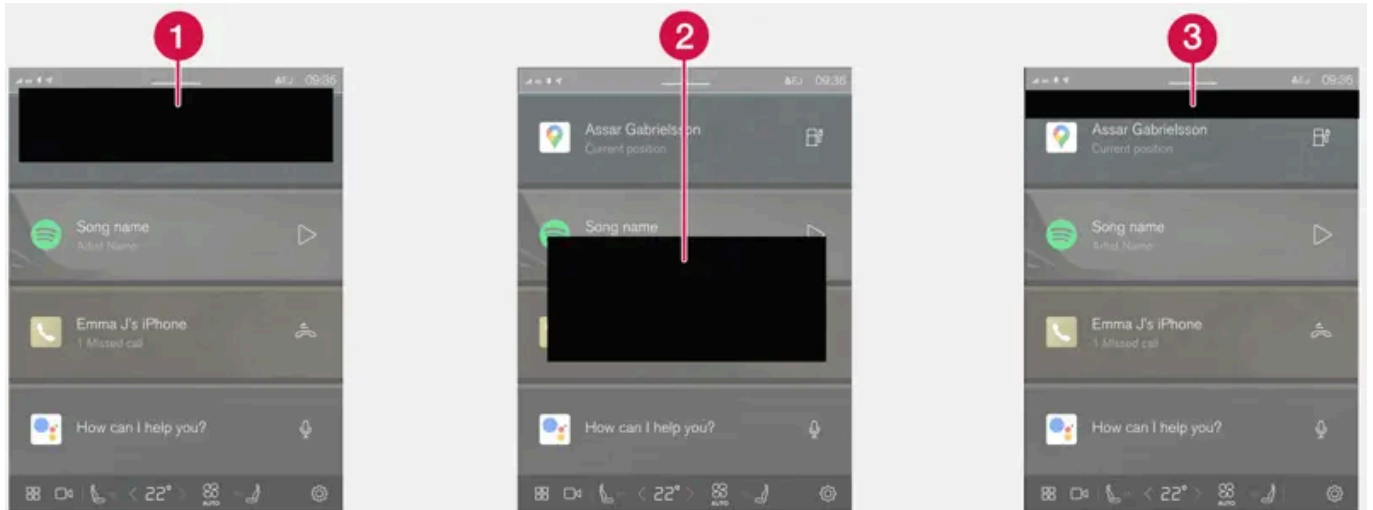 1
2
3
09:36
09:36
09:36
Assar Gabrielsson
Current position
Assar Gabrielsson
Current position
Song name
Artist Name
Song name
Song name
Artist Name
Emma J's iPhone
1 Missed call
Emma J's iPhone
1 Missed call
How can I help you?
How can I help you?
How can I help you?
22°
AUTO
22°
AUTO
22°
AUTO